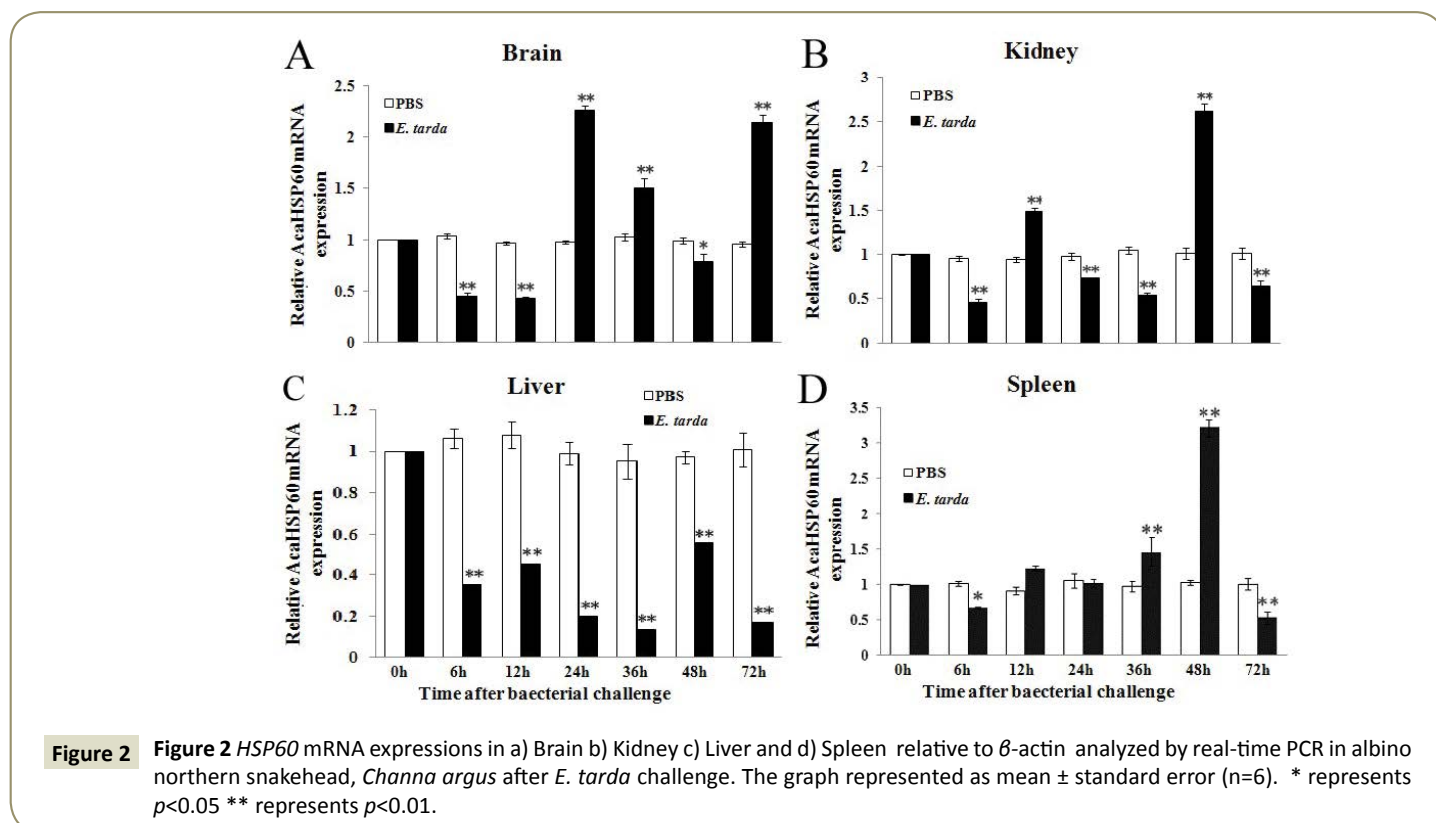 A
Brain
Relative AcaHSP60mRNA
expression
2.5
2
1.5
1
0.5
0
PBS
E. tarda
**
**
**
**
*
**
B
Kidney
Relative AcaHSP60mRNA
expression
3
2.5
2
1.5
1
0.5
0
PBS
E. tarda
**
**
**
**
**
**
C
Liver
Relative AcaHSP60mRNA
expression
1.2
1
0.8
0.6
0.4
0.2
0
PBS
E. tarda
**
**
**
**
**
**
0h 6h 12h 24h 36h 48h 72h
Time after baecterial challenge
D
Spleen
Relative AcaHSP60mRNA
expression
3.5
3
2.5
2
1.5
1
0.5
0
PBS
E. tarda
*
**
**
**
0h 6h 12h 24h 36h 48h 72h
Time after baecterial challenge
Figure 2
Figure 2 HSP60 mRNA expressions in a) Brain b) Kidney c) Liver and d) Spleen relative to β-actin analyzed by real-time PCR in albino
northern snakehead, Channa argus after E. tarda challenge. The graph represented as mean ± standard error (n=6). * represents
p<0.05 ** represents p<0.01.